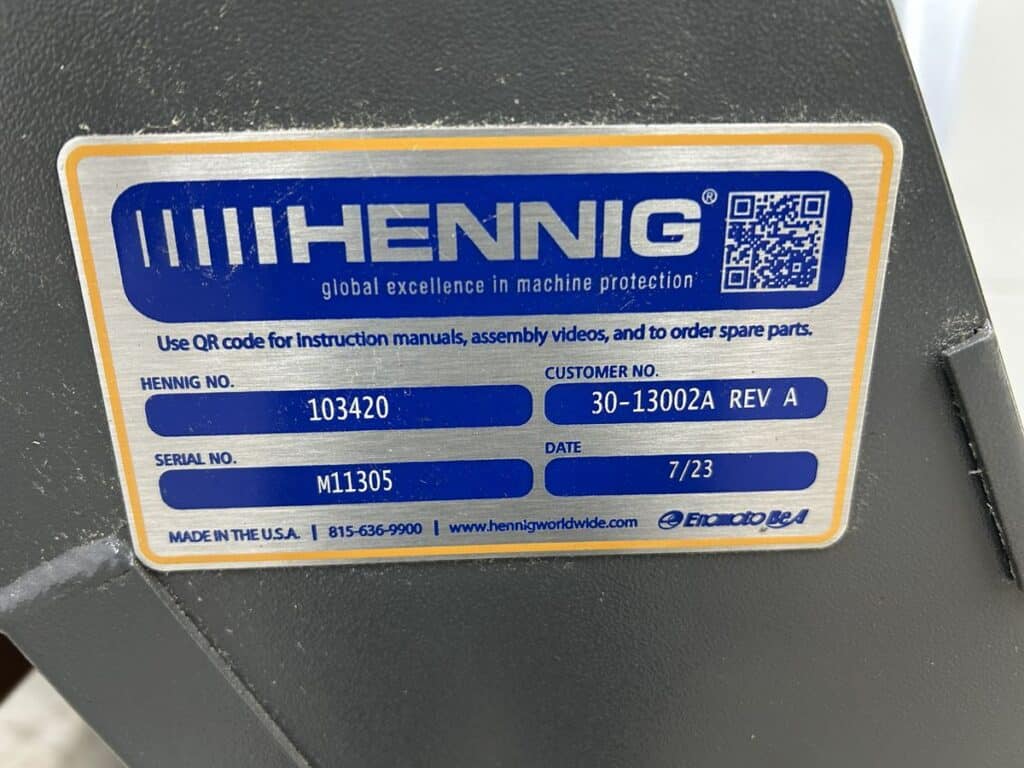 HENNIG®
global excellence in machine protection
Use QR code for instruction manuals, assembly videos, and to order spare parts.
HENNIG NO.
103420
CUSTOMER NO.
30-13002A REV A
SERIAL NO.
M11305
DATE
7/23
MADE IN THE U.S.A. | 815-636-9900 | www.hennigworldwide.com Enomoto BeA